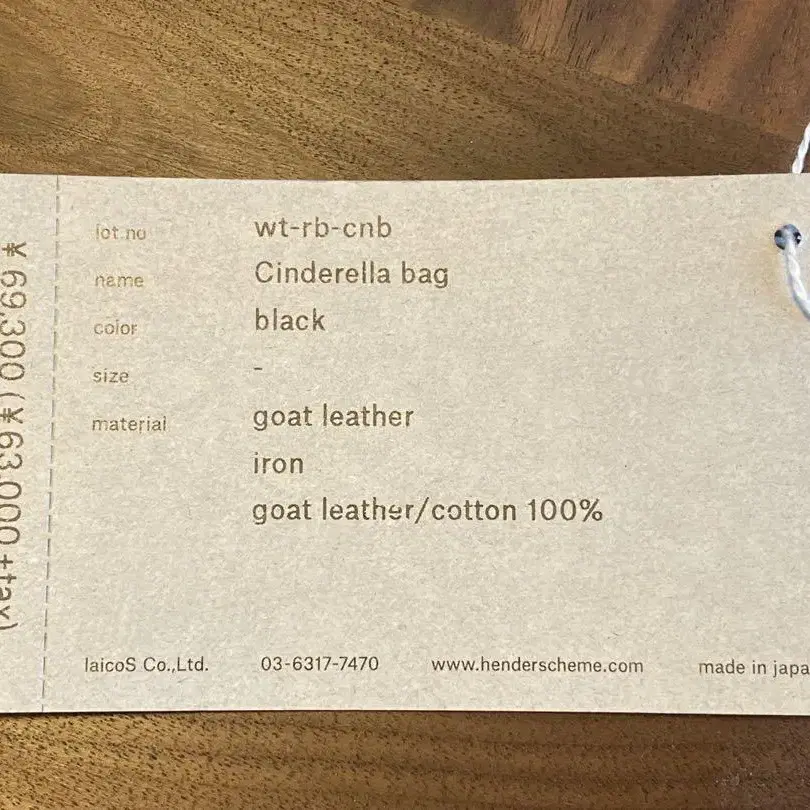 lot.no wt-rb-cnb
name Cinderella bag
color black
size -
material goat leather
iron
goat leather/cotton 100%
laicoS Co.,Ltd. 03-6317-7470 www.henderscheme.com made in japa
¥69,300 (¥63,000+tax)